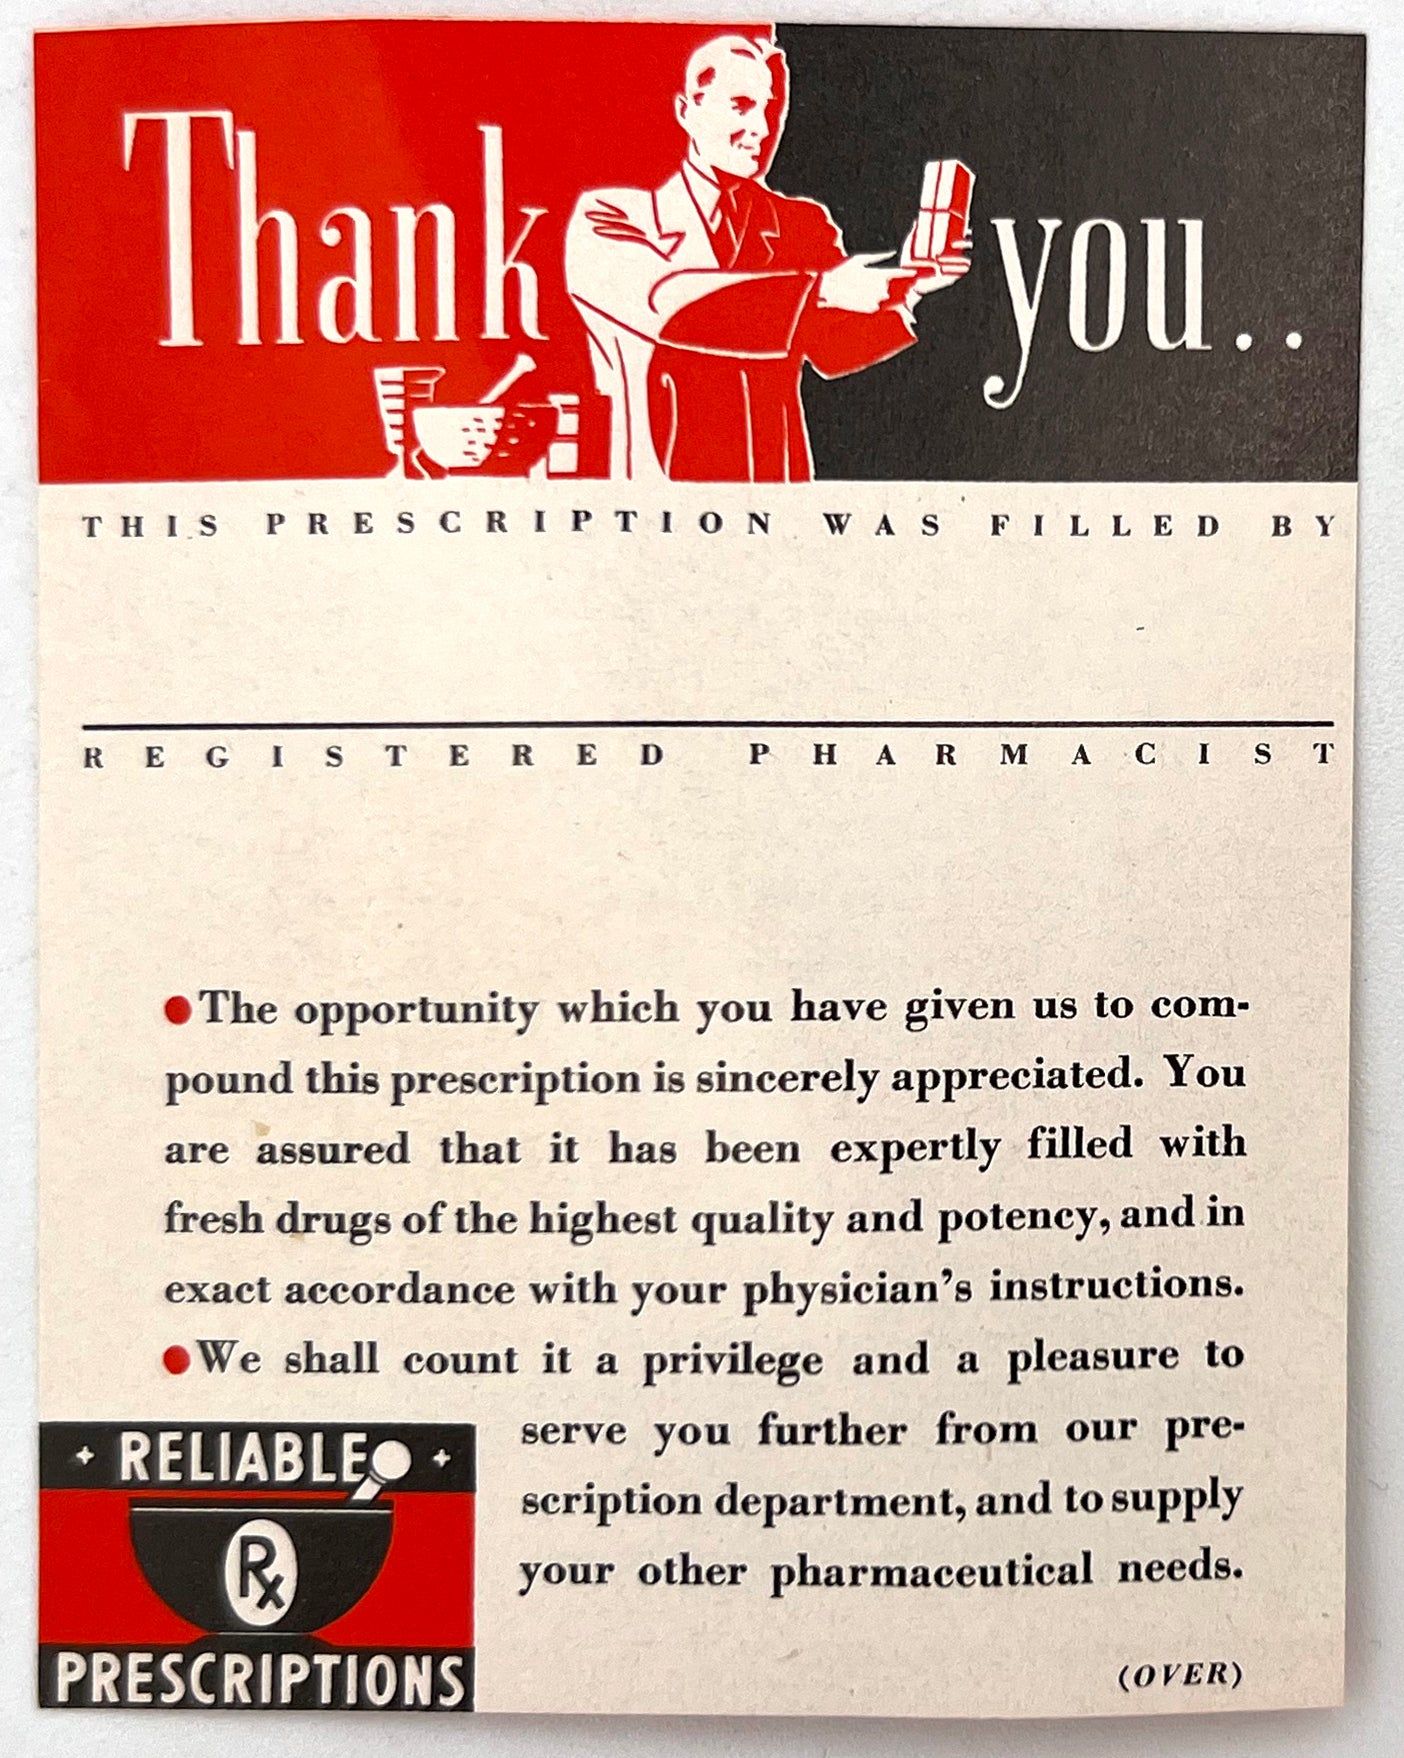 Thank you..
THIS PRESCRIPTION WAS FILLED BY
REGISTERED PHARMACIST
●The opportunity which you have given us to com-
pound this prescription is sincerely appreciated. You
are assured that it has been expertly filled with
fresh drugs of the highest quality and potency, and in
exact accordance with your physician's instructions.
●We shall count it a privilege and a pleasure to
serve you further from our pre-
scription department, and to supply
your other pharmaceutical needs.
RELIABLE
Rx
PRESCRIPTIONS
(OVER)